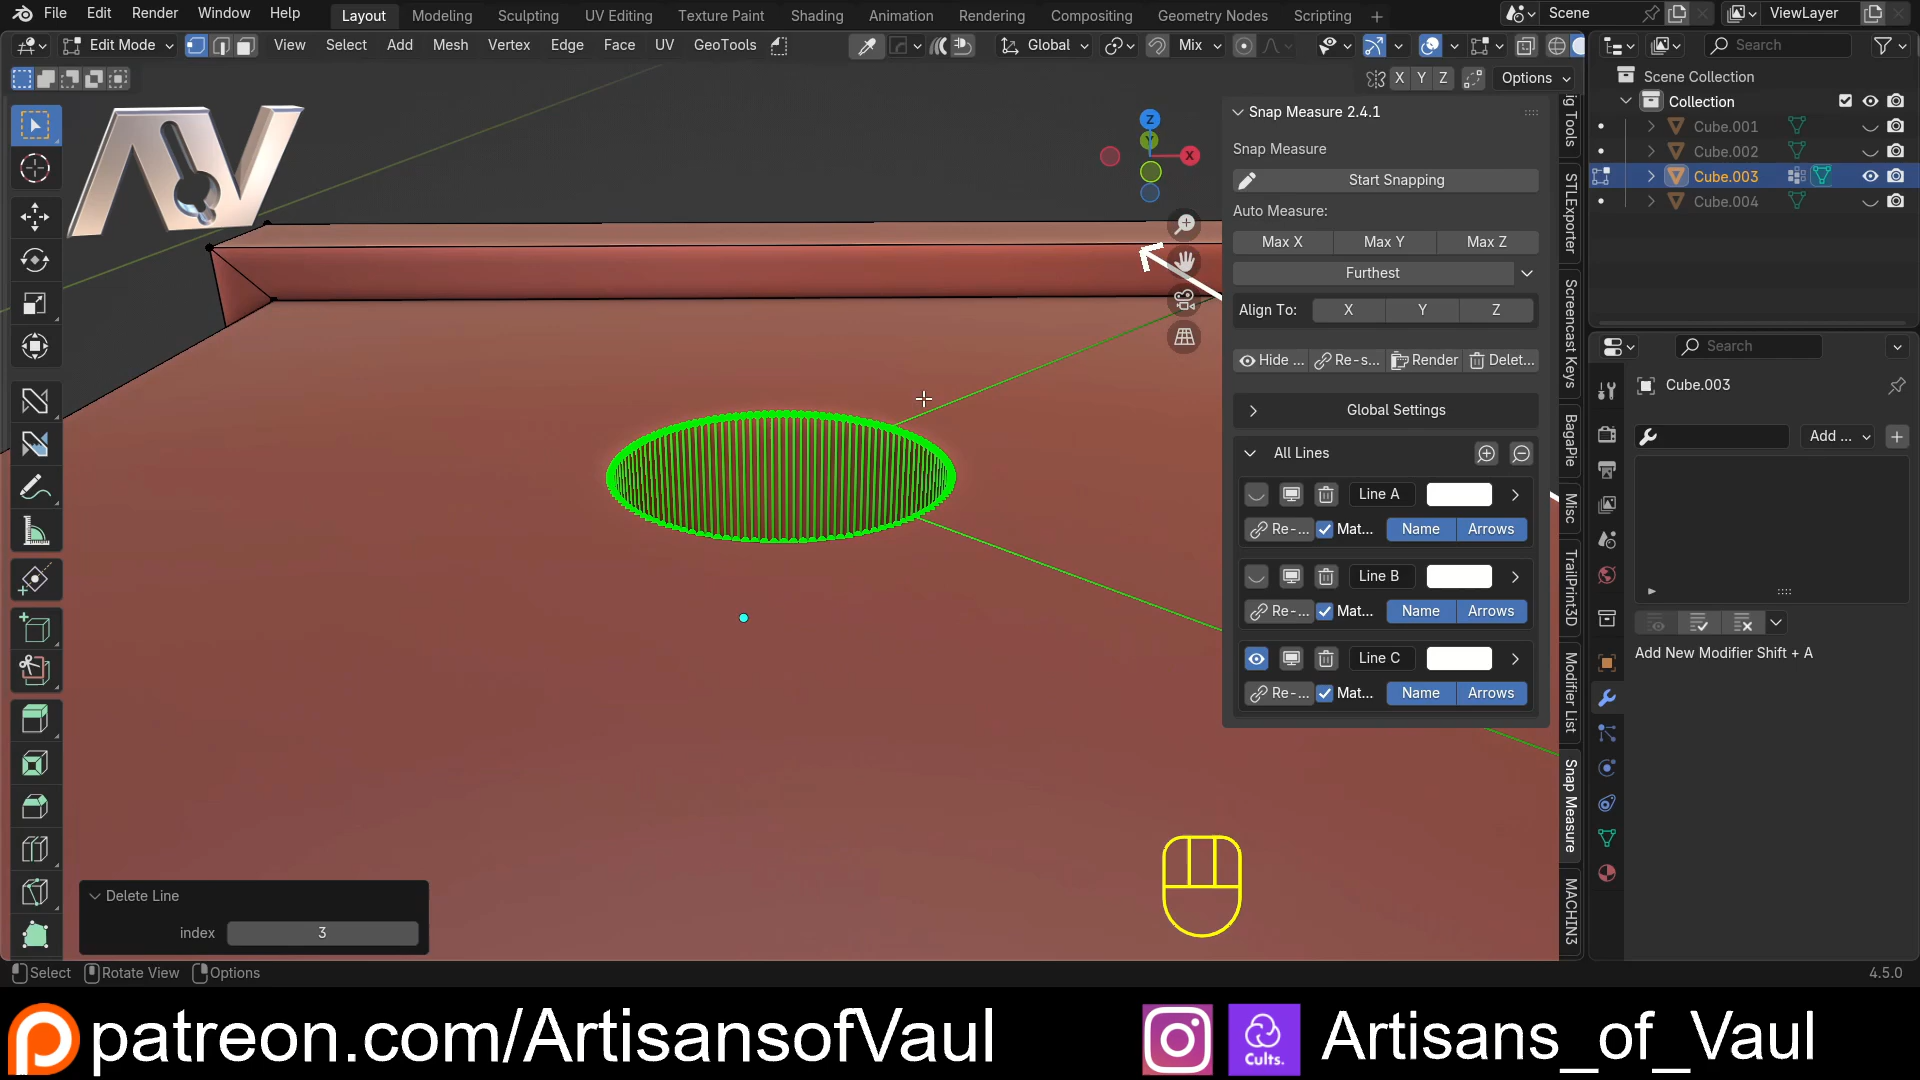 File Edit Render Window Help Layout Modeling Sculpting UV Editing Texture Paint Shading Animation Rendering Compositing Geometry Nodes Scripting + Scene ViewLayer
Edit Mode View Select Add Mesh Vertex Edge Face UV GeoTools Global Mix Search
X Y Z Options
AV
Z
Y
X
Snap Measure 2.4.1
Snap Measure
Start Snapping
Auto Measure:
Max X Max Y Max Z
Furthest
Align To: X Y Z
Hide ... Re-s... Render Delet...
Global Settings
All Lines
Line A
Re-... Mat... Name Arrows
Line B
Re-... Mat... Name Arrows
Line C
Re-... Mat... Name Arrows
ig Tools
STLExporter
Screencast Keys
BagaPie
Misc
TrailPrint3D
Modifier List
Snap Measure
MACHIN3
Scene Collection
Collection
Cube.001
Cube.002
Cube.003
Cube.004
Search
Cube.003
Add ...
Add New Modifier Shift + A
Delete Line
index 3
Select Rotate View Options 4.5.0
patreon.com/ArtisansofVaul
Cults.
Artisans_of_Vaul